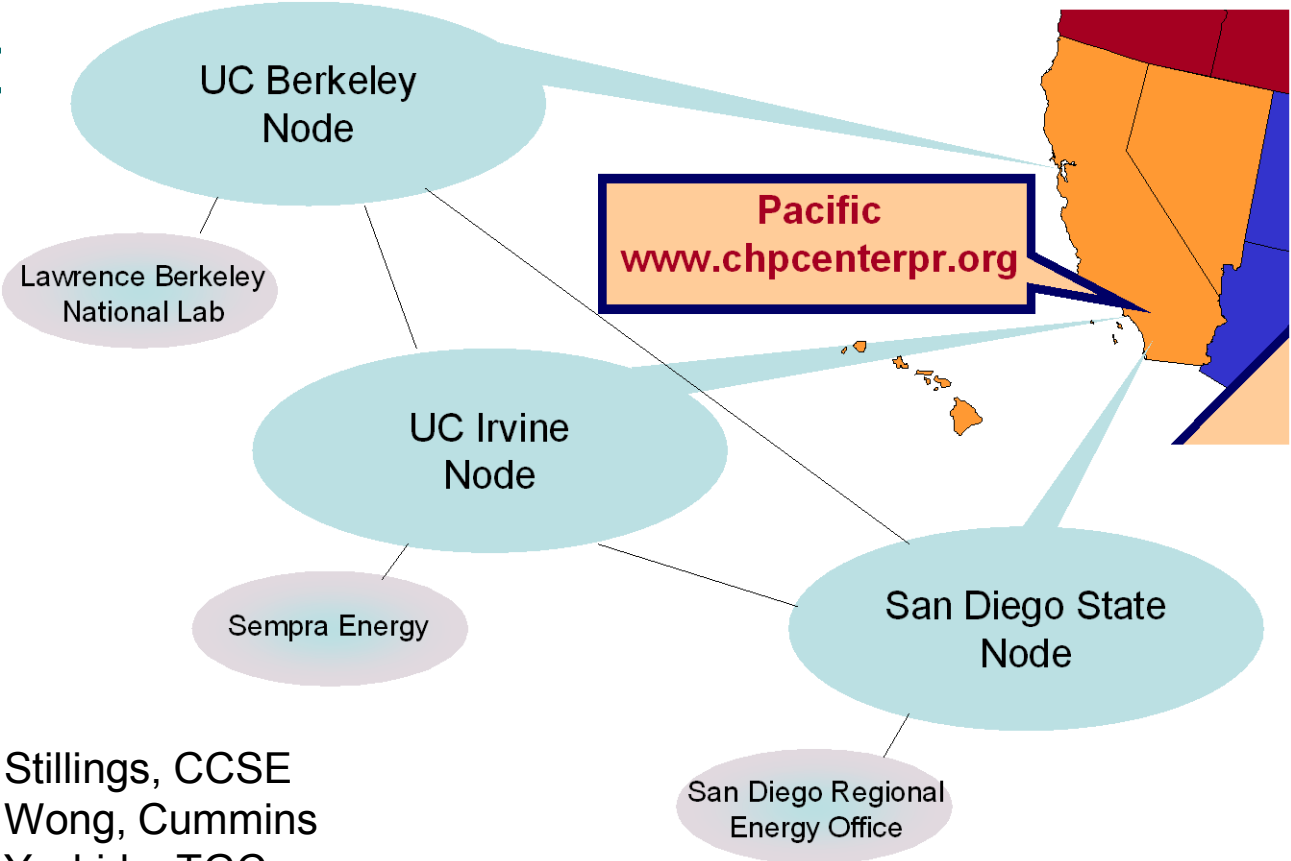 UC Berkeley
Node
Pacific
www.chpcenterpr.org
Lawrence Berkeley
National Lab
UC Irvine
Node
San Diego State
Node
Sempra Energy
San Diego Regional
Energy Office
Stillings, CCSE
Wong, Cummins